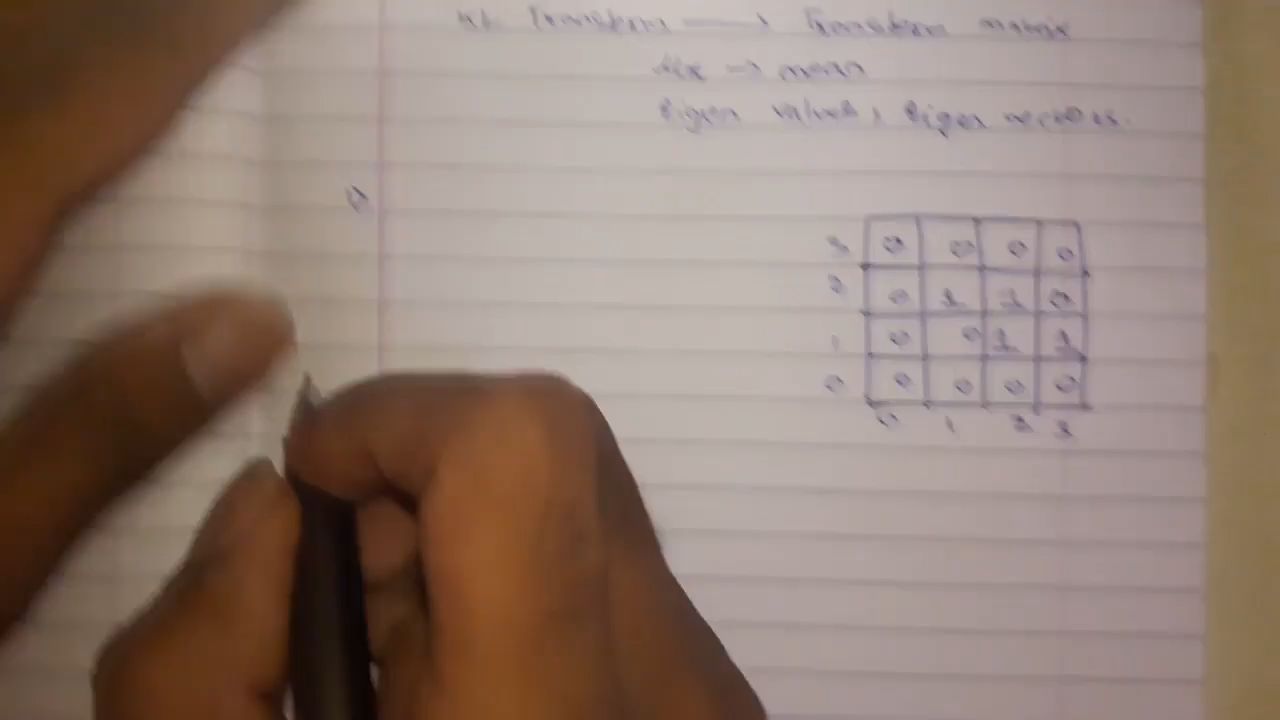 KL Transform → Transform matrix
Mx → mean
Eigen values, Eigen vectors.
Q
3 0 0 0 0
2 0 1 1 0
1 0 0 1 1
0 0 0 0 0
0 1 2 3